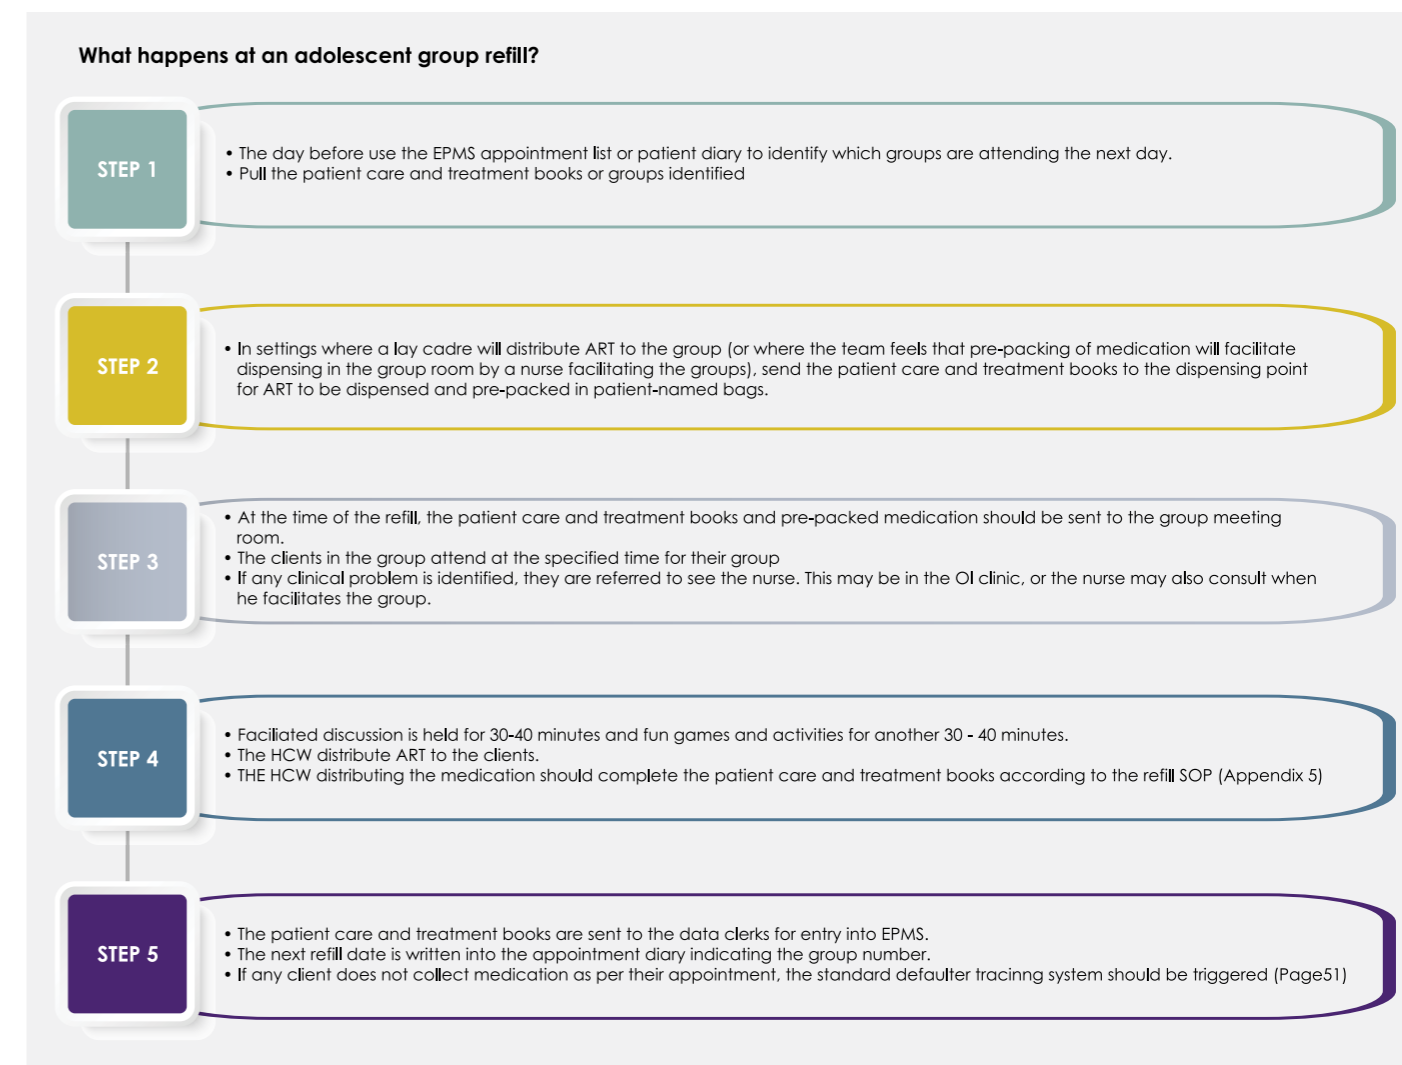 What happens at an adolescent group refill?
STEP 1
• The day before use the EPMS appointment list or patient diary to identify which groups are attending the next day.
• Pull the patient care and treatment books or groups identified
STEP 2
• In settings where a lay cadre will distribute ART to the group (or where the team feels that pre-packing of medication will facilitate
dispensing in the group room by a nurse facilitating the groups), send the patient care and treatment books to the dispensing point
for ART to be dispensed and pre-packed in patient-named bags.
STEP 3
• At the time of the refill, the patient care and treatment books and pre-packed medication should be sent to the group meeting
room.
• The clients in the group attend at the specified time for their group
• If any clinical problem is identified, they are referred to see the nurse. This may be in the OI clinic, or the nurse may also consult when
he facilitates the group.
STEP 4
• Faciliated discussion is held for 30-40 minutes and fun games and activities for another 30 - 40 minutes.
• The HCW distribute ART to the clients.
• THE HCW distributing the medication should complete the patient care and treatment books according to the refill SOP (Appendix 5)
STEP 5
• The patient care and treatment books are sent to the data clerks for entry into EPMS.
• The next refill date is written into the appointment diary indicating the group number.
• If any client does not collect medication as per their appointment, the standard defaulter tracinng system should be triggered (Page51)